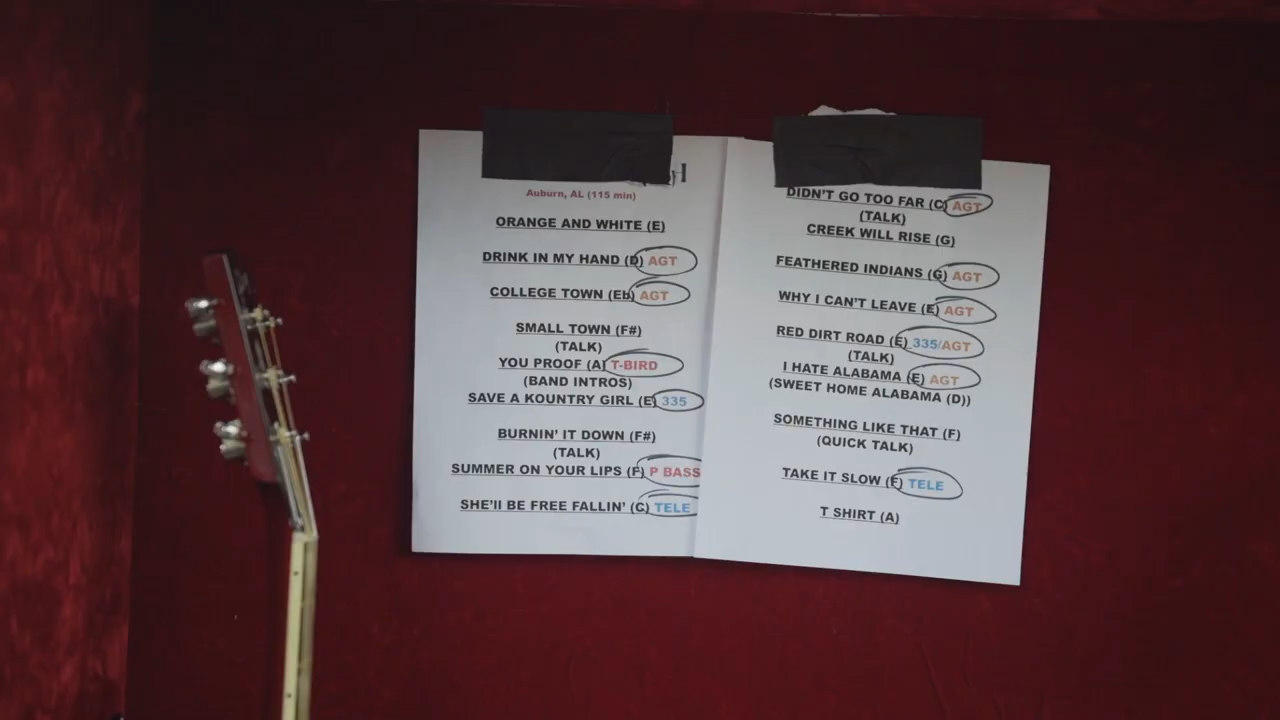 Auburn, AL (115 min)
ORANGE AND WHITE (E)
DRINK IN MY HAND (D) AGT
COLLEGE TOWN (Eb) AGT
SMALL TOWN (F#)
(TALK)
YOU PROOF (A) T-BIRD
(BAND INTROS)
SAVE A KOUNTRY GIRL (E) 335
BURNIN' IT DOWN (F#)
(TALK)
SUMMER ON YOUR LIPS (F) P BASS
SHE'll BE FREE FALLIN' (C) TELE
DIDN'T GO TOO FAR (C) AGT
(TALK)
CREEK WILL RISE (G)
FEATHERED INDIANS (G) AGT
WHY I CAN'T LEAVE (E) AGT
RED DIRT ROAD (E) 335/AGT
(TALK)
I HATE ALABAMA (E) AGT
(SWEET HOME ALABAMA (D))
SOMETHING LIKE THAT (F)
(QUICK TALK)
TAKE IT SLOW (F) TELE
T SHIRT (A)